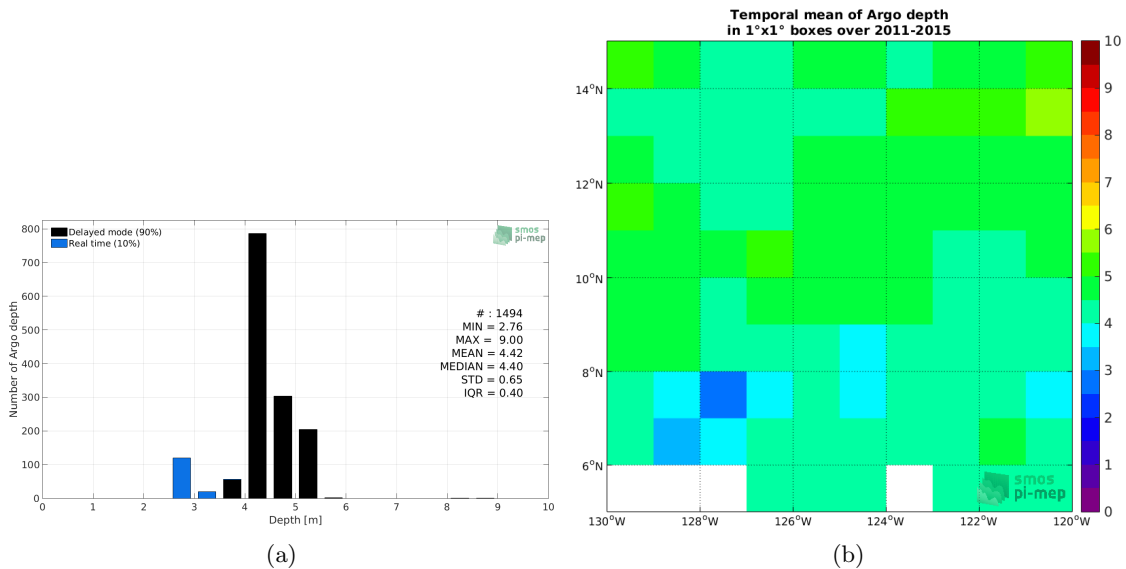 Delayed mode (90%)
Real time (10%)
smos
pi-mep
# : 1494
MIN = 2.76
MAX = 9.00
MEAN = 4.42
MEDIAN = 4.40
STD = 0.65
IQR = 0.40
Number of Argo depth
800
700
600
500
400
300
200
100
0
0 1 2 3 4 5 6 7 8 9 10
Depth [m]
(a)
Temporal mean of Argo depth
in 1°x1° boxes over 2011-2015
14°N
12°N
10°N
8°N
6°N
130°W 128°W 126°W 124°W 122°W 120°W
smos
pi-mep
10
9
8
7
6
5
4
3
2
1
0
(b)